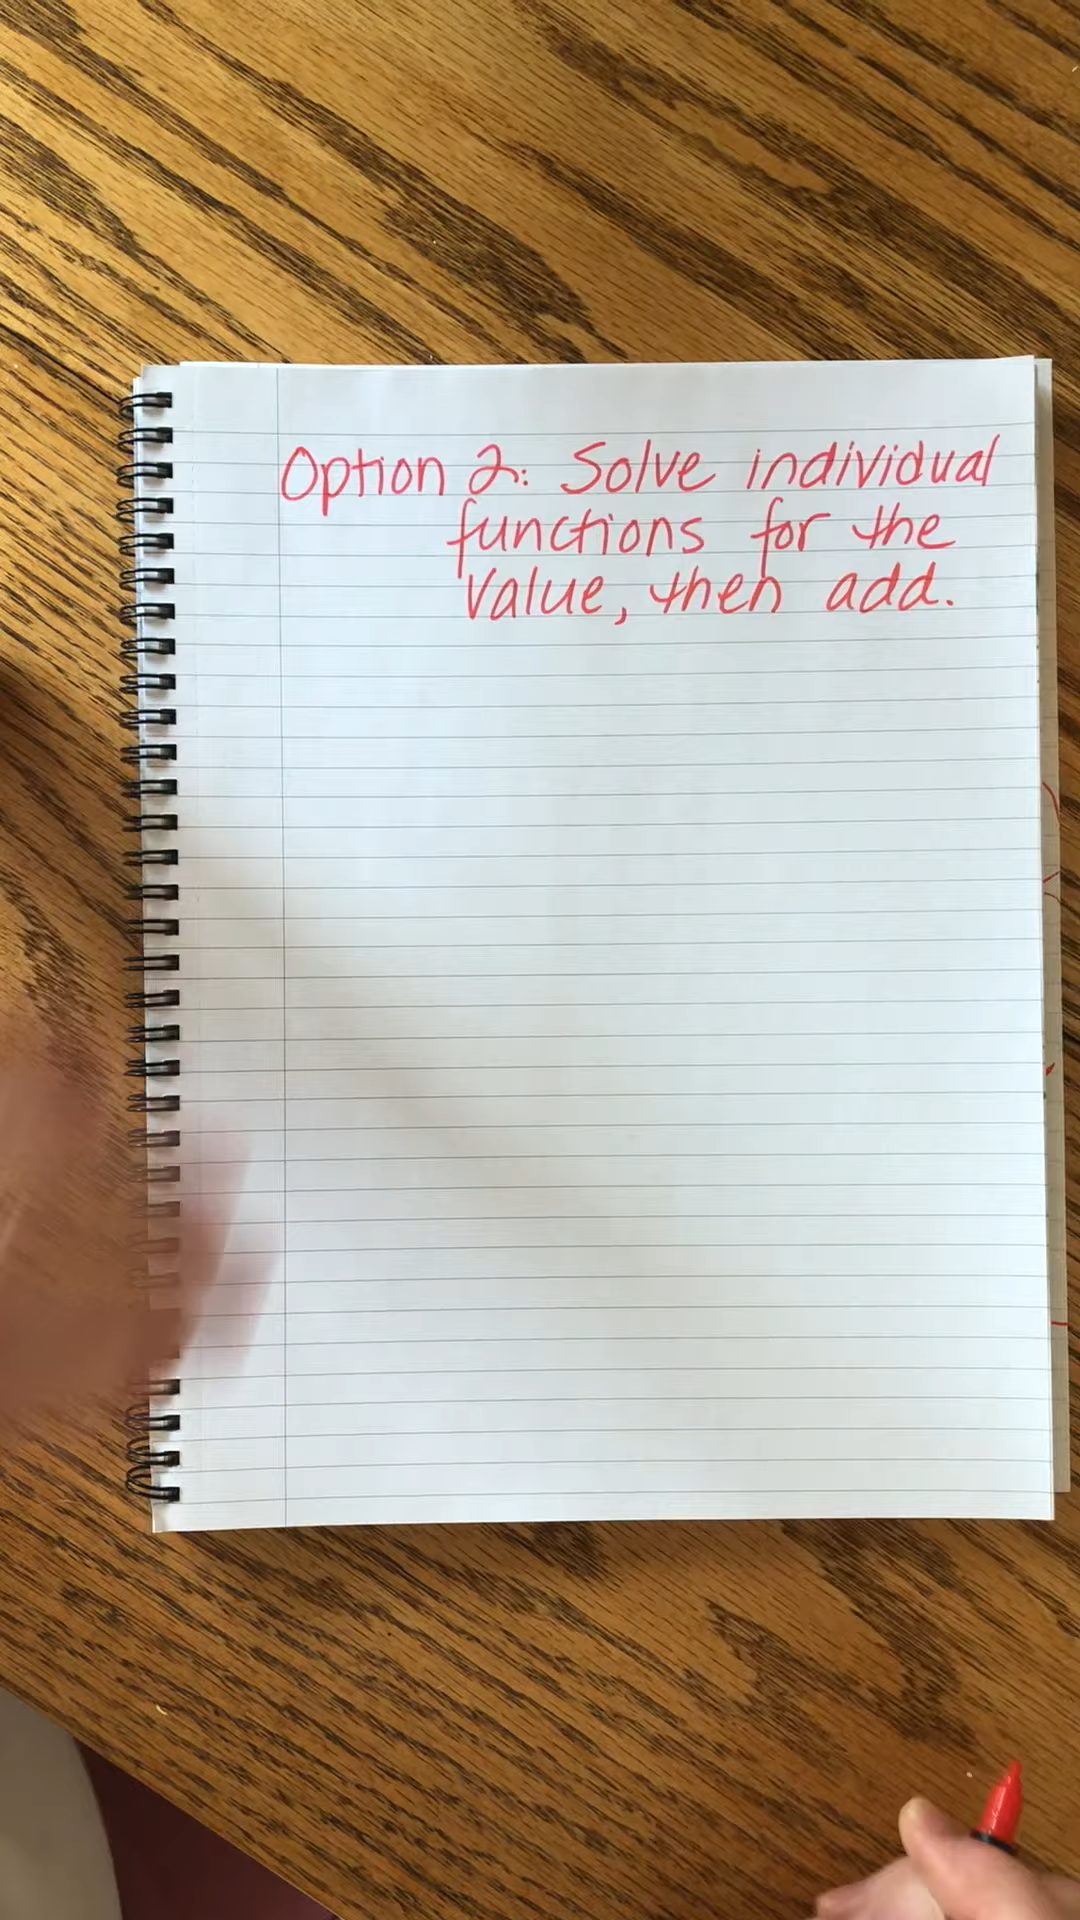 Option 2: Solve individual
functions for the
Value, then add.